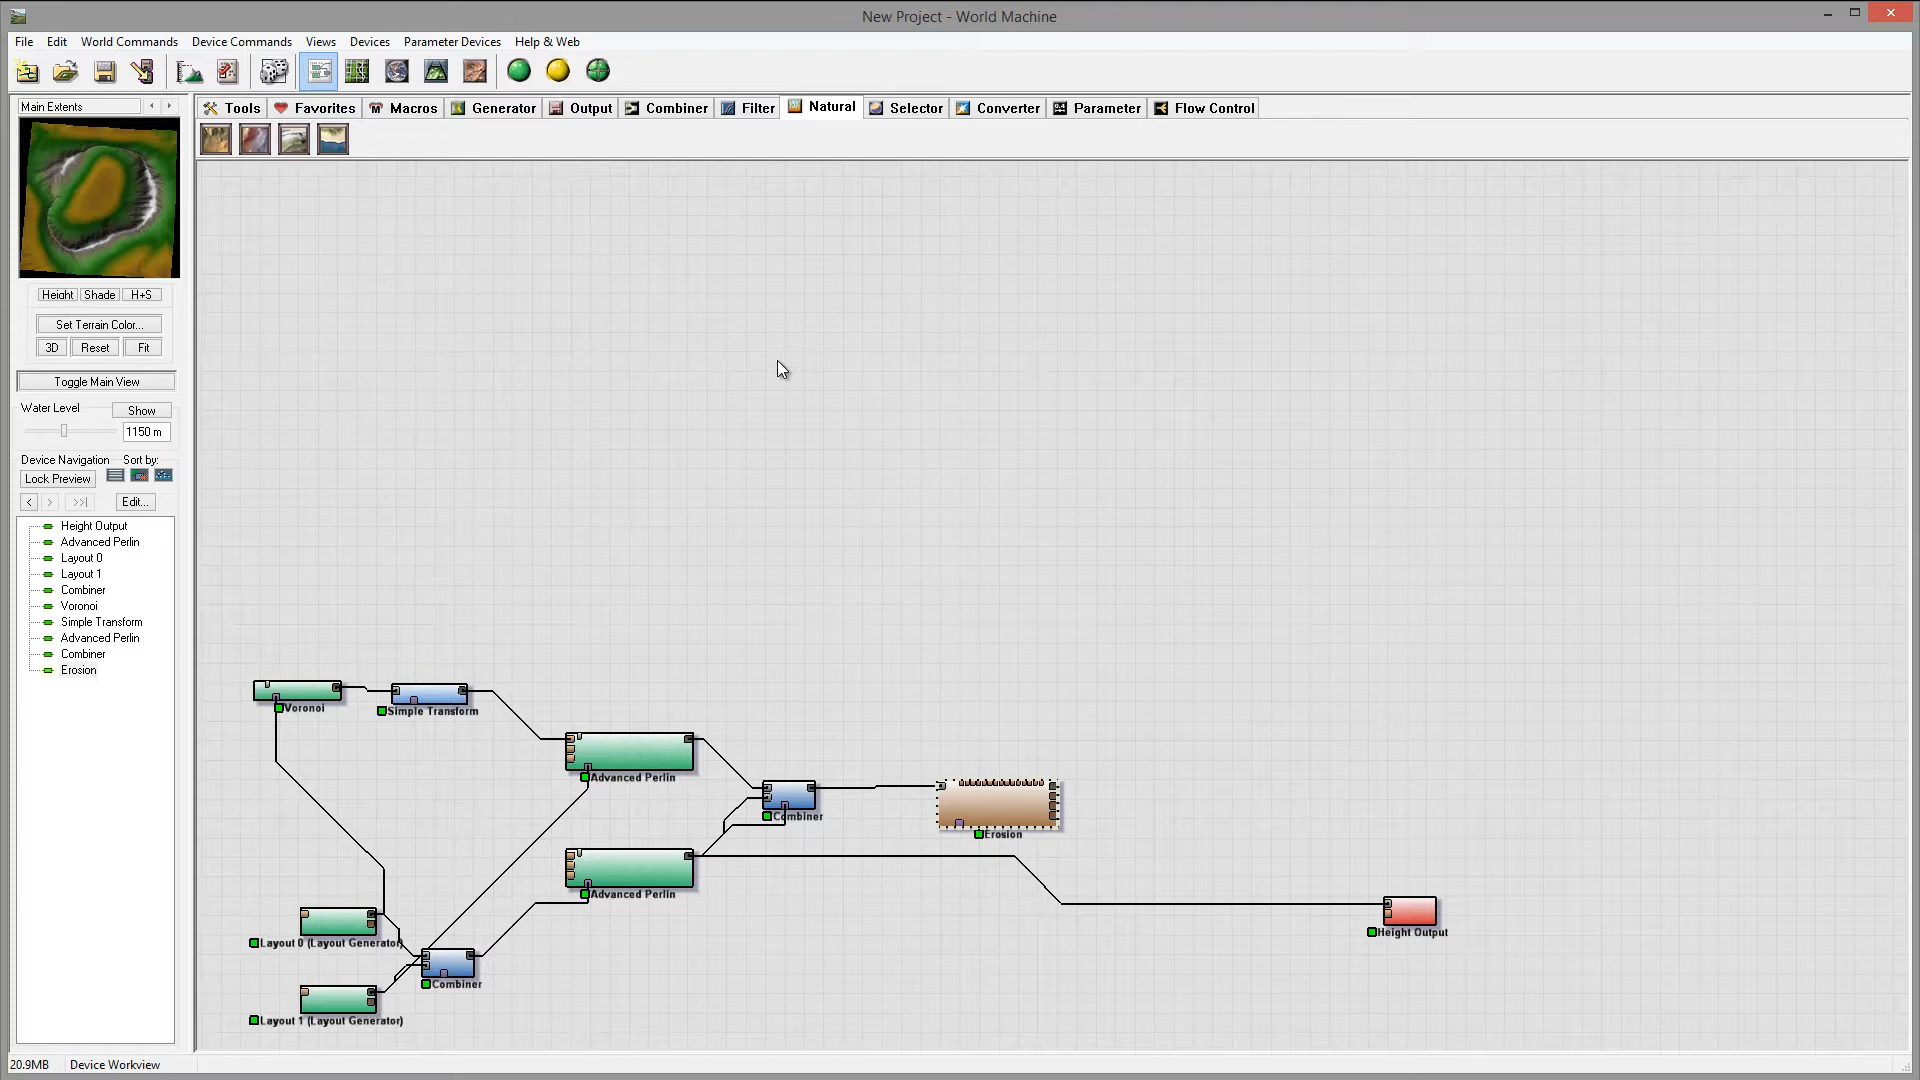 New Project - World Machine
File Edit World Commands Device Commands Views Devices Parameter Devices Help & Web
Main Extents
Tools Favorites Macros Generator Output Combiner Filter Natural Selector Converter Parameter Flow Control
Height Shade H+S
Set Terrain Color...
3D Reset Fit
Toggle Main View
Water Level Show
1150 m
Device Navigation Sort by:
Lock Preview
< > >>| Edit...
Height Output
Advanced Perlin
Layout 0
Layout 1
Combiner
Voronoi
Simple Transform
Advanced Perlin
Combiner
Erosion
Voronoi
Simple Transform
Advanced Perlin
Combiner
Erosion
Advanced Perlin
Height Output
Layout 0 (Layout Generator)
Combiner
Layout 1 (Layout Generator)
20.9MB Device Workview